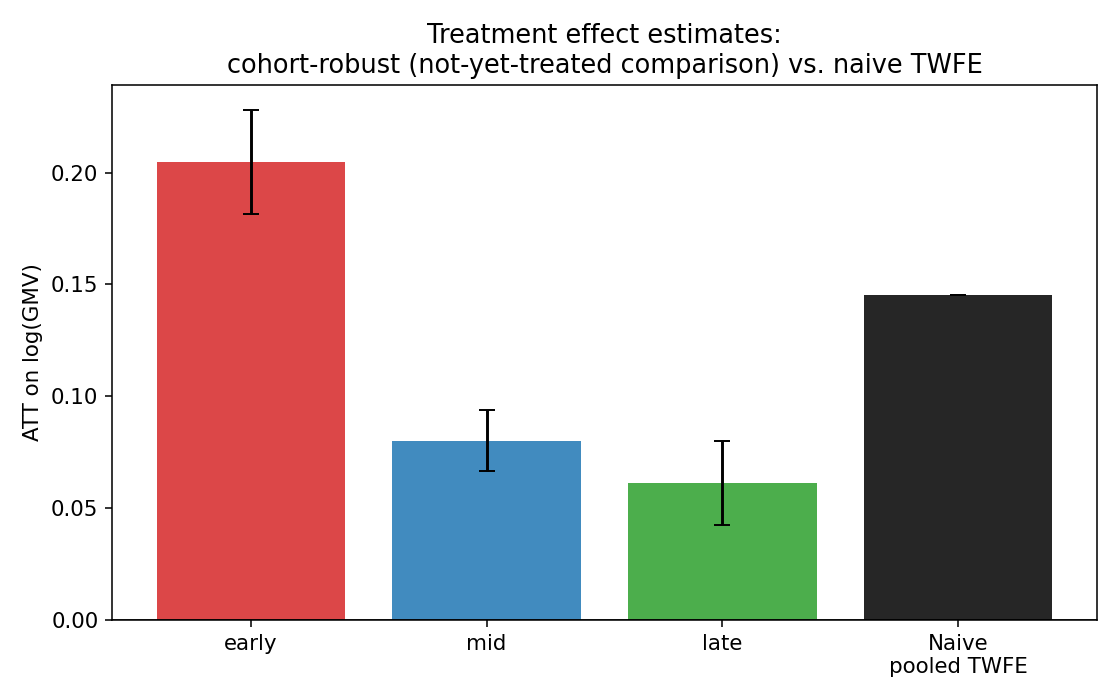 Treatment effect estimates:
cohort-robust (not-yet-treated comparison) vs. naive TWFE
ATT on log(GMV)
0.20
0.15
0.10
0.05
0.00
early
mid
late
Naive
pooled TWFE